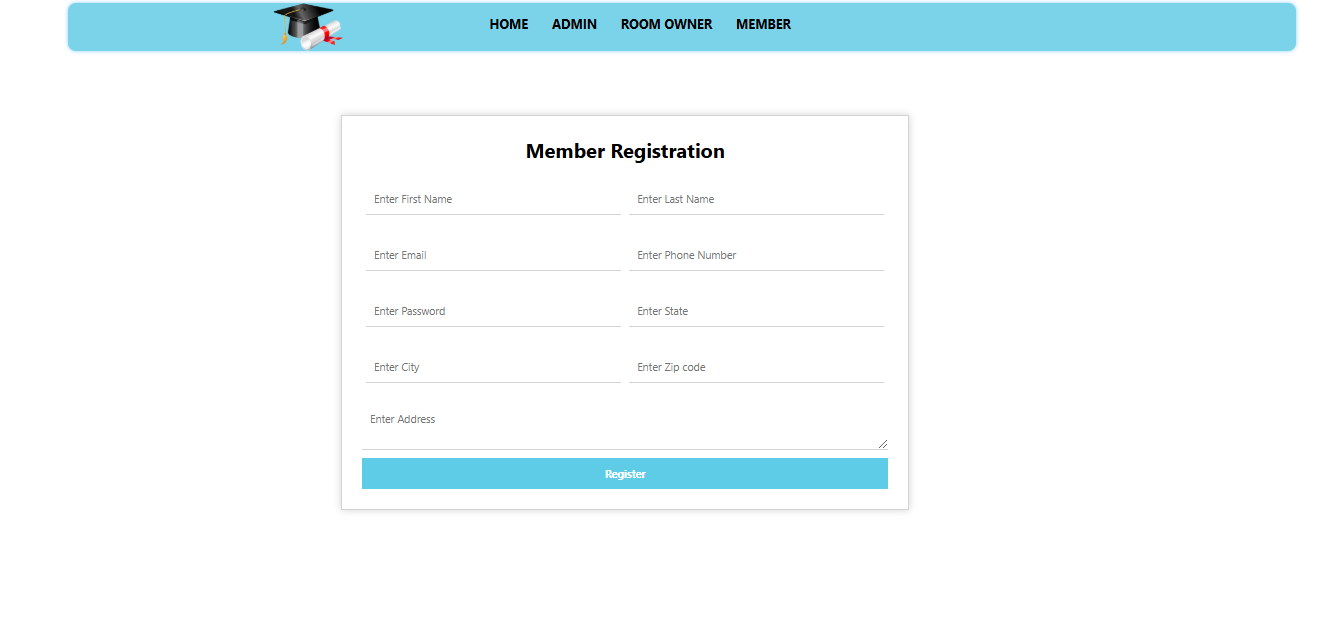 HOME ADMIN ROOM OWNER MEMBER
Member Registration
Enter First Name Enter Last Name
Enter Email Enter Phone Number
Enter Password Enter State
Enter City Enter Zip code
Enter Address
Register